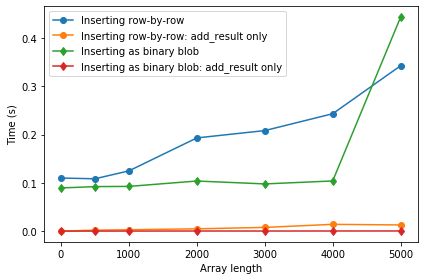 Inserting row-by-row
Inserting row-by-row: add_result only
Inserting as binary blob
Inserting as binary blob: add_result only
Time (s)
0.4
0.3
0.2
0.1
0.0
0 1000 2000 3000 4000 5000
Array length